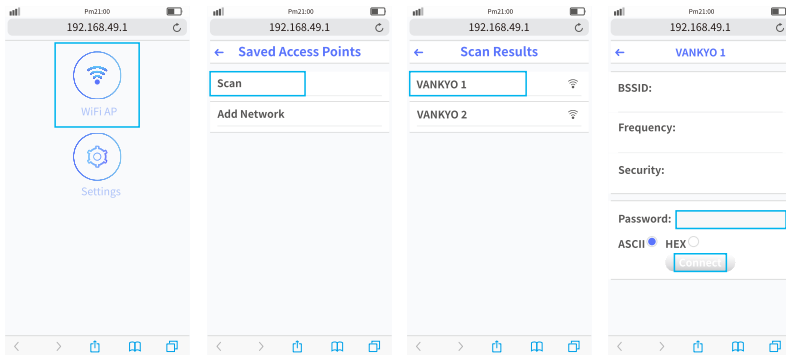 Pm21:00
192.168.49.1
WiFi AP
Settings
Pm21:00
192.168.49.1
Saved Access Points
Scan
Add Network
Pm21:00
192.168.49.1
Scan Results
VANKYO 1
VANKYO 2
Pm21:00
192.168.49.1
VANKYO 1
BSSID:
Frequency:
Security:
Password:
ASCII HEX
Connect